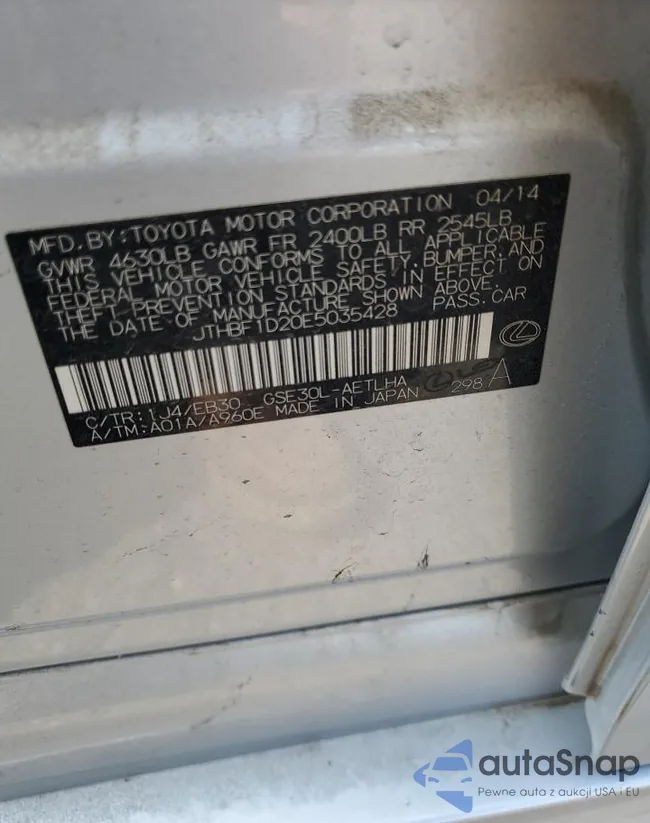 MFD. BY: TOYOTA MOTOR CORPORATION 04/14
GVWR 4630LB GAWR FR 2400LB RR 2545LB
THIS VEHICLE CONFORMS TO ALL APPLICABLE
FEDERAL MOTOR VEHICLE SAFETY, BUMPER, AND
THEFT PREVENTION STANDARDS IN EFFECT ON
THE DATE OF MANUFACTURE SHOWN ABOVE.
JTHBF1D20E5035428 PASS. CAR
C/TR: 1J4/EB30 GSE30L-AETLHA
A/TM: A01A/A960E MADE IN JAPAN 298 A
autaSnap
Pewne auta z aukcji USA i EU